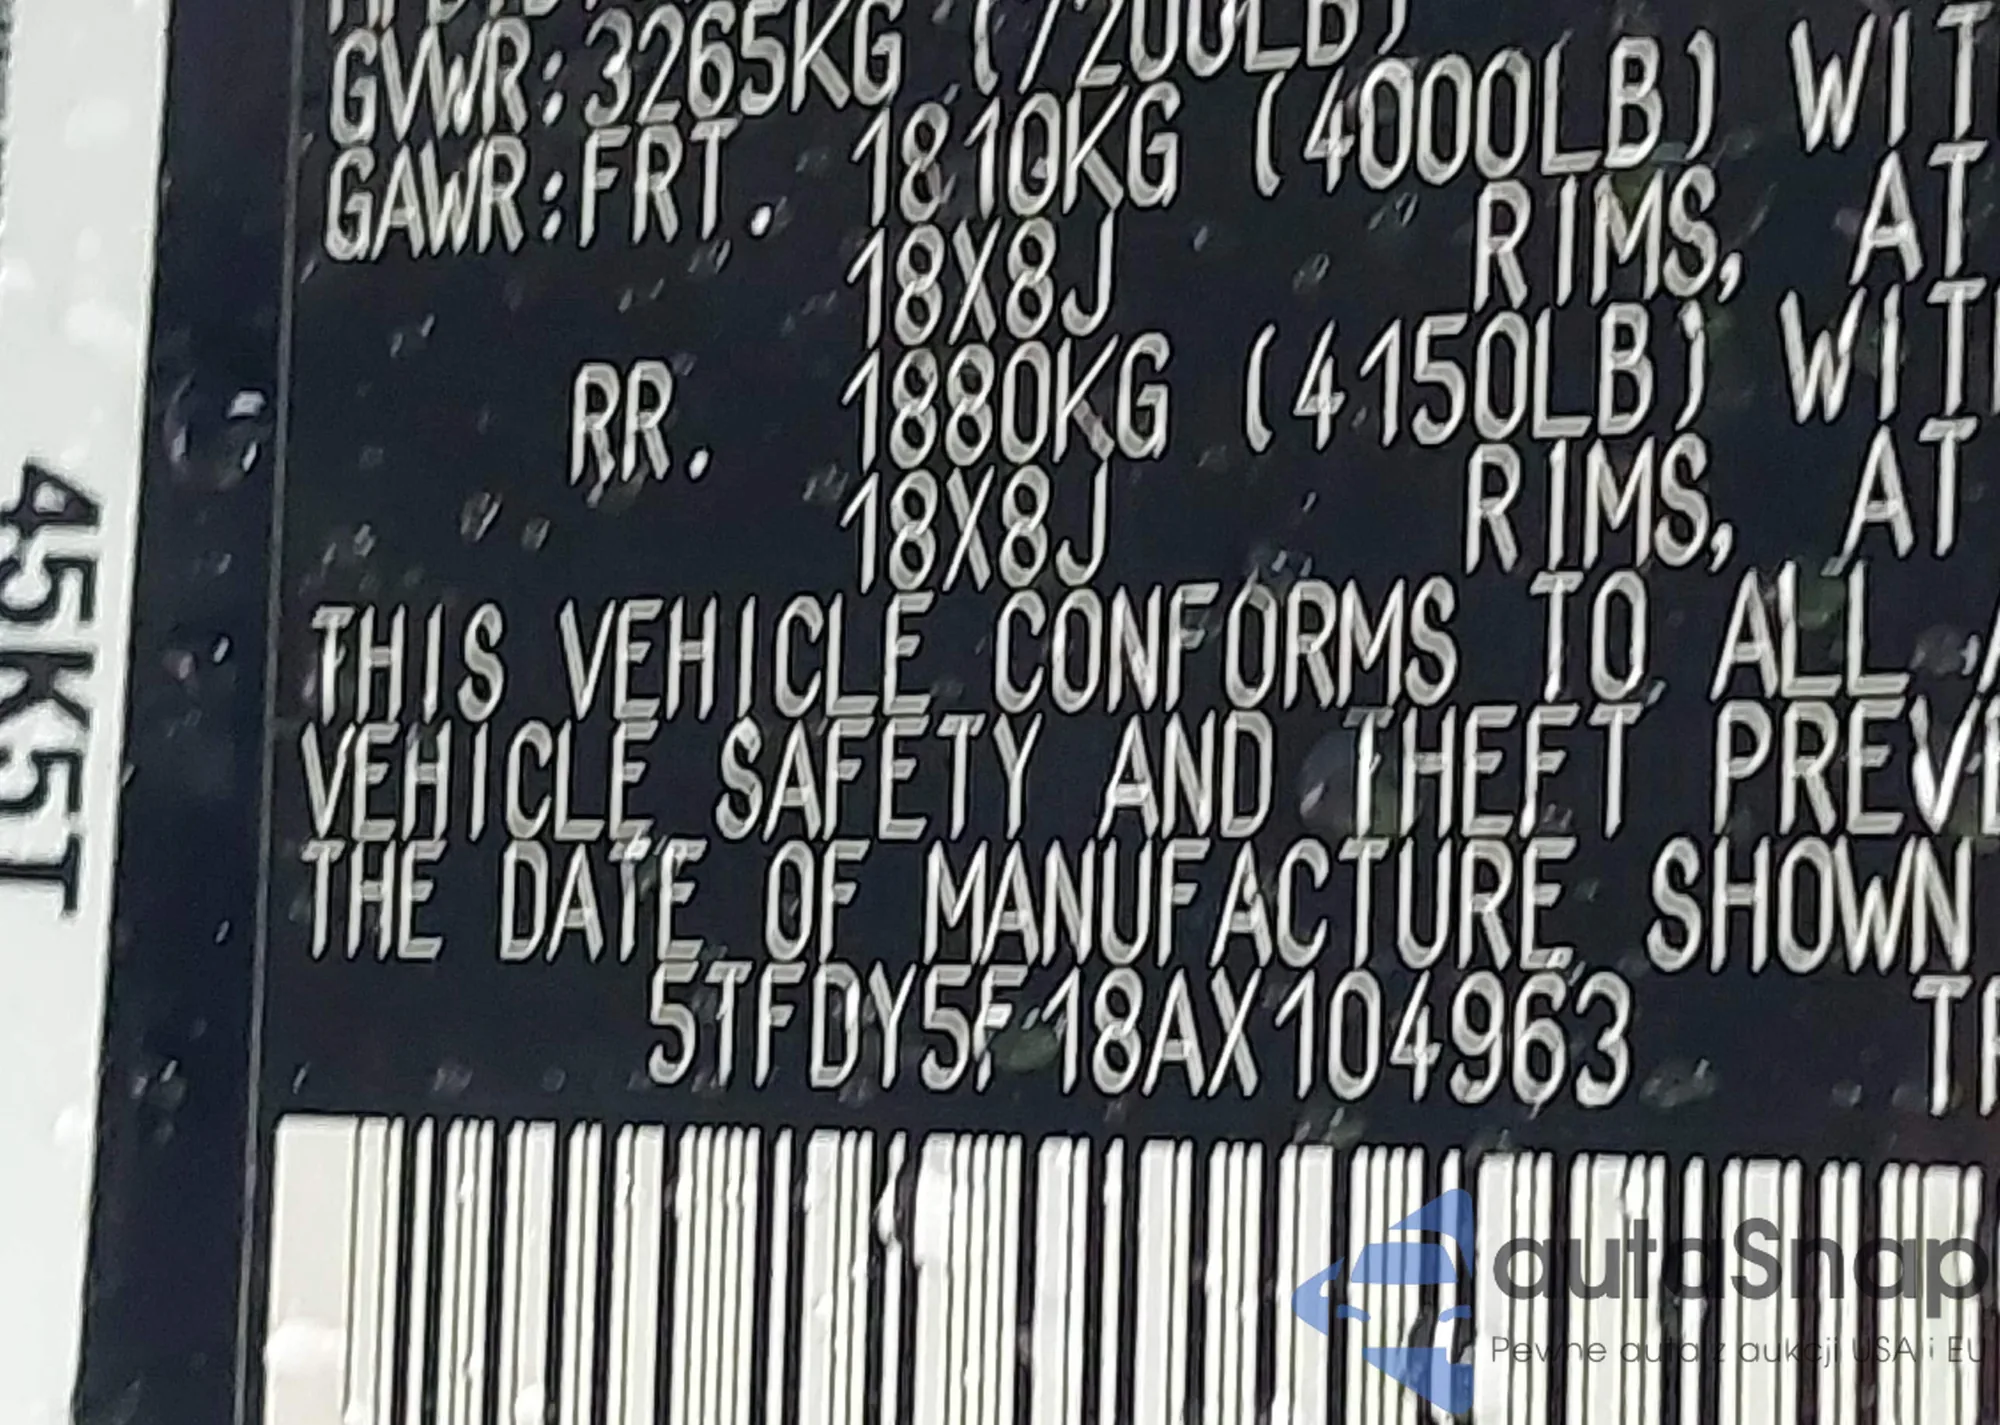 GVWR:3265KG (7200LB)
GAWR:FRT. 1810KG (4000LB) WIT
18X8J RIMS, AT
RR. 1880KG (4150LB) WIT
18X8J RIMS, AT
THIS VEHICLE CONFORMS TO ALL
VEHICLE SAFETY AND THEFT PREVE
THE DATE OF MANUFACTURE SHOWN
5TFDY5F18AX104963
45K5T
autaSnap
Pewne auta z aukcji USA i EU